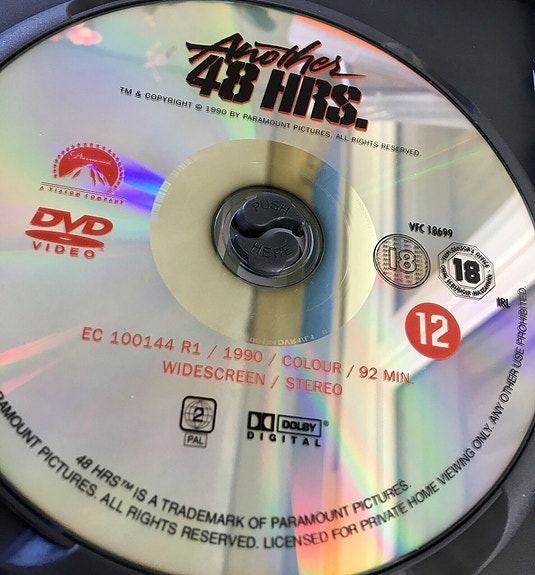 Another
48 HRS.
TM & COPYRIGHT © 1990 BY PARAMOUNT PICTURES. ALL RIGHTS RESERVED.
Paramount
A VIACOM COMPANY
DVD
VIDEO
PUSH
HERE
VFC 18699
18
18
IRL
12
EC 100144 R1 / 1990 / COLOUR / 92 MIN.
WIDESCREEN / STEREO
2
PAL
DOLBY
DIGITAL
48 HRS™ IS A TRADEMARK OF PARAMOUNT PICTURES.
PARAMOUNT PICTURES. ALL RIGHTS RESERVED. LICENSED FOR PRIVATE HOME VIEWING ONLY. ANY OTHER USE PROHIBITED.